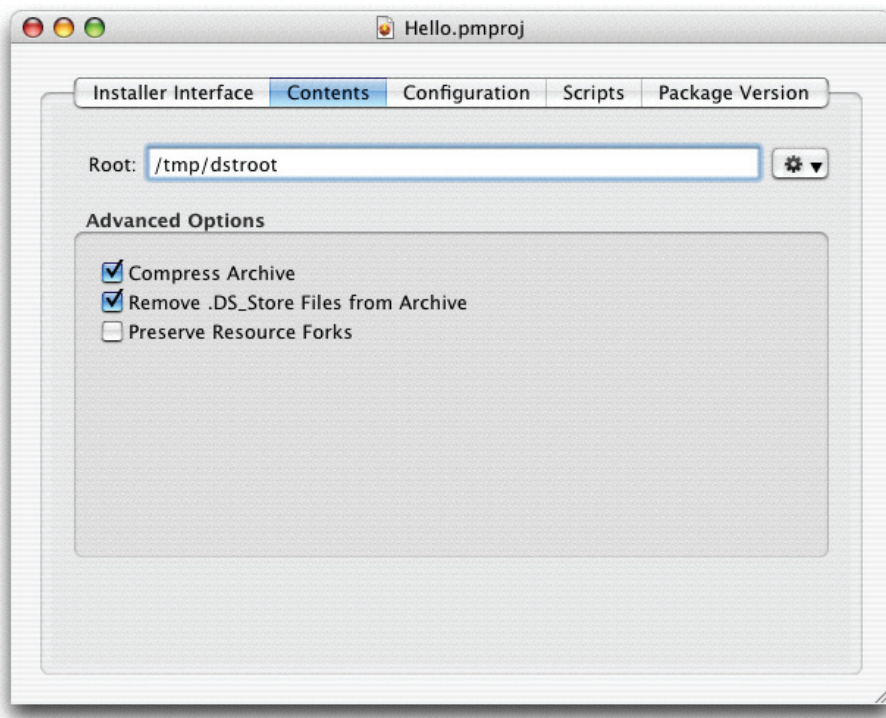 Hello.pmproj
Installer Interface Contents Configuration Scripts Package Version
Root: /tmp/dstroot
Advanced Options
Compress Archive
Remove .DS_Store Files from Archive
Preserve Resource Forks